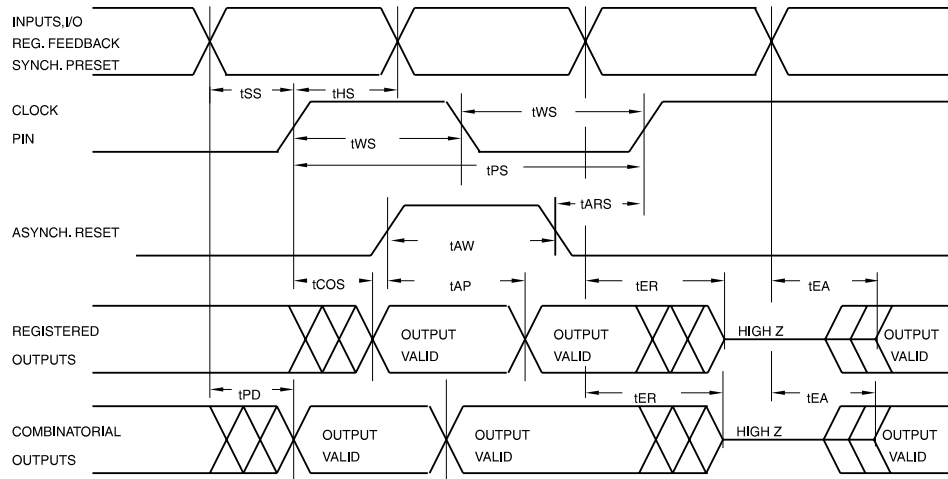 INPUTS,I/O
REG. FEEDBACK
SYNCH. PRESET
tSS
tHS
CLOCK
PIN
tWS
tWS
tPS
tARS
ASYNCH. RESET
tAW
tCOS
tAP
tER
tEA
REGISTERED
OUTPUTS
OUTPUT
VALID
OUTPUT
VALID
HIGH Z
OUTPUT
VALID
tPD
tER
tEA
COMBINATORIAL
OUTPUTS
OUTPUT
VALID
OUTPUT
VALID
HIGH Z
OUTPUT
VALID